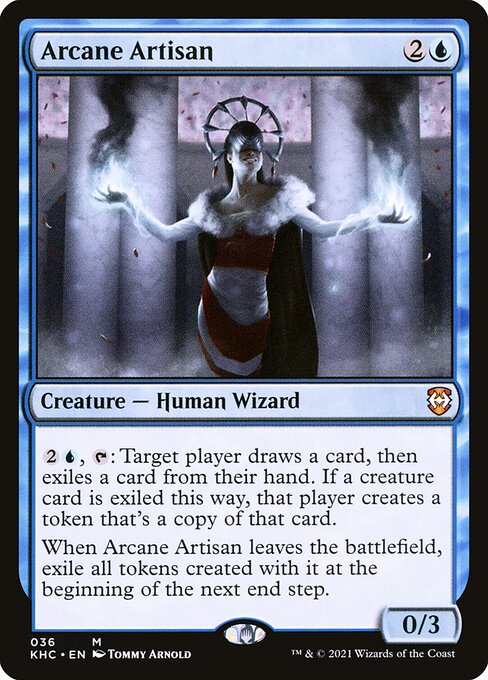 Arcane Artisan 2
Creature — Human Wizard
2 , : Target player draws a card, then
exiles a card from their hand. If a creature
card is exiled this way, that player creates a
token that's a copy of that card.
When Arcane Artisan leaves the battlefield,
exile all tokens created with it at the
beginning of the next end step.
0/3
036 M
KHC • EN Tommy Arnold
™ & © 2021 Wizards of the Coast